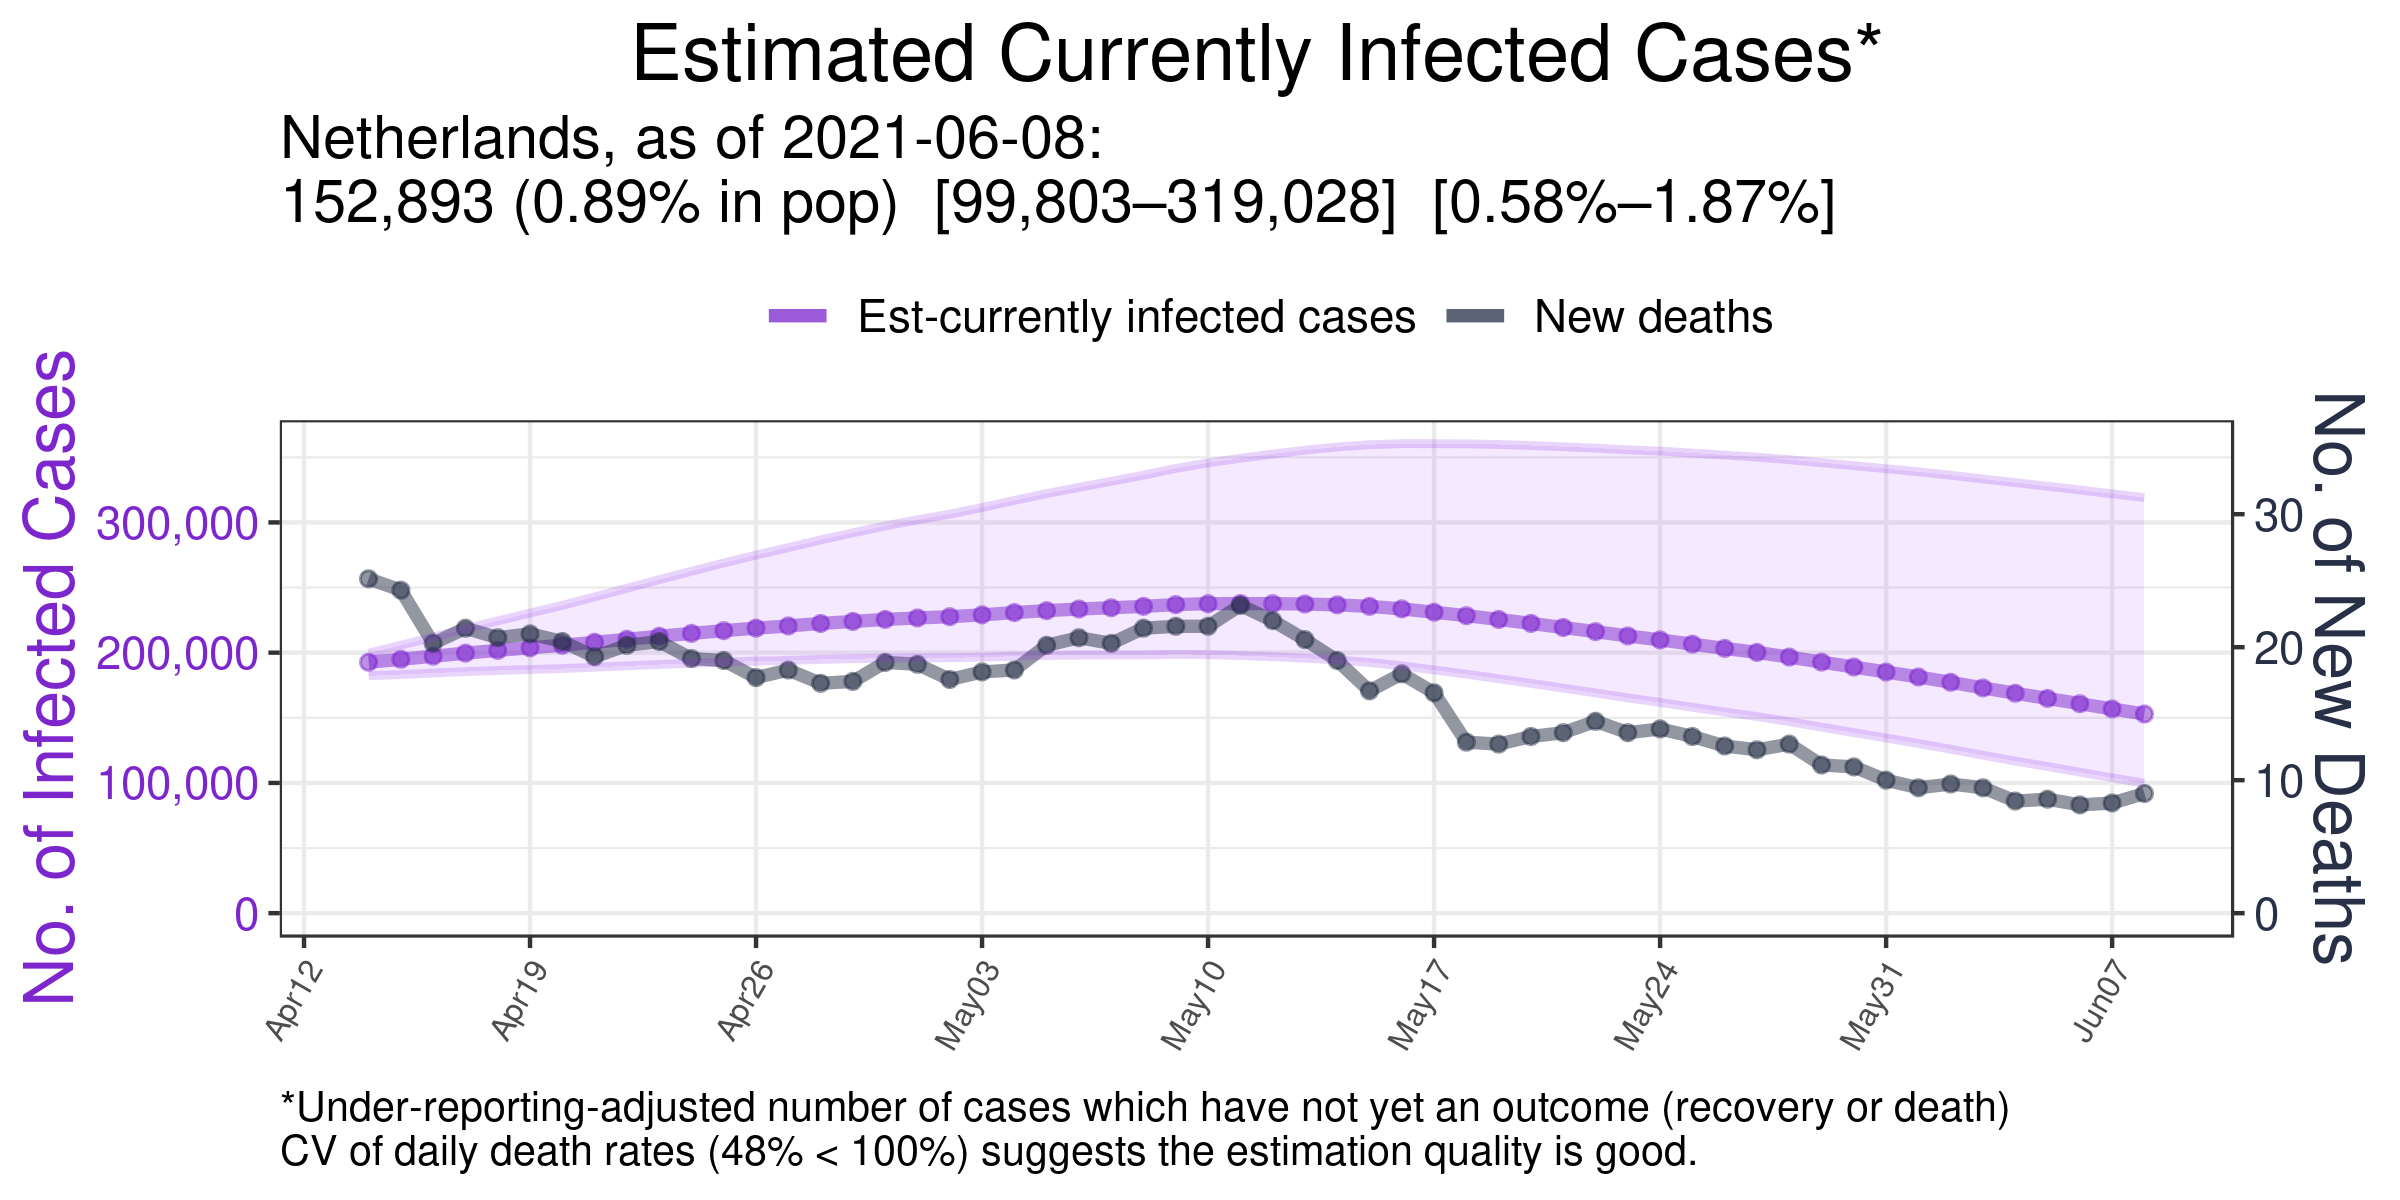 Estimated Currently Infected Cases*
Netherlands, as of 2021-06-08:
152,893 (0.89% in pop)  [99,803–319,028]  [0.58%–1.87%]
Est-currently infected cases
New deaths
No. of Infected Cases
300,000
200,000
100,000
0
No. of New Deaths
30
20
10
0
Apr12
Apr19
Apr26
May03
May10
May17
May24
May31
Jun07
*Under-reporting-adjusted number of cases which have not yet an outcome (recovery or death)
CV of daily death rates (48% < 100%) suggests the estimation quality is good.